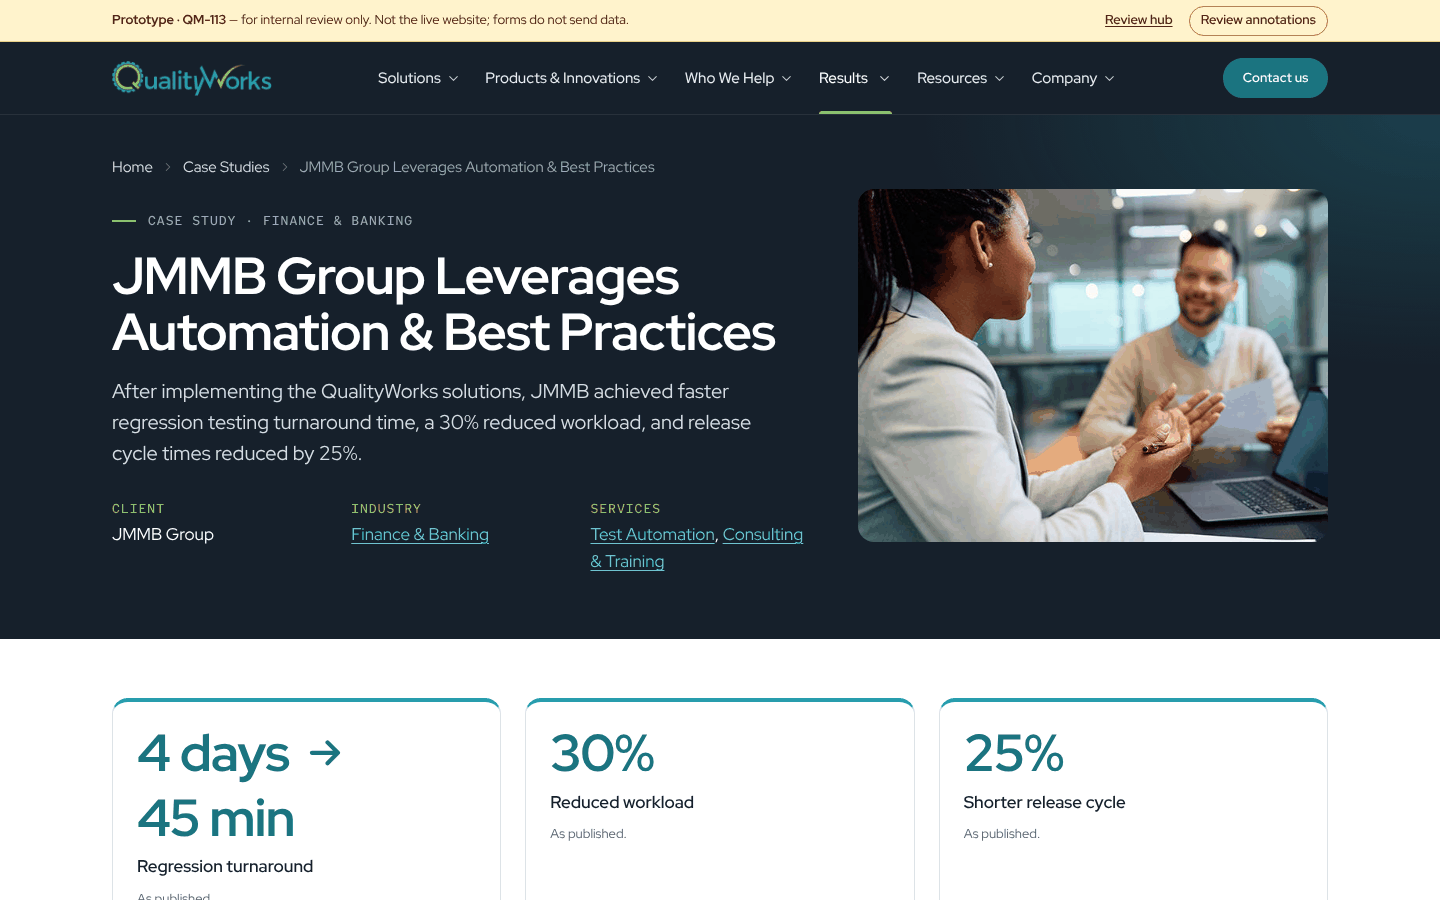 Prototype · QM-113 — for internal review only. Not the live website; forms do not send data.
Review hub
Review annotations
QualityWorks
Solutions
Products & Innovations
Who We Help
Results
Resources
Company
Contact us
Home > Case Studies > JMMB Group Leverages Automation & Best Practices
CASE STUDY · FINANCE & BANKING
JMMB Group Leverages
Automation & Best Practices
After implementing the QualityWorks solutions, JMMB achieved faster
regression testing turnaround time, a 30% reduced workload, and release
cycle times reduced by 25%.
CLIENT
JMMB Group
INDUSTRY
Finance & Banking
SERVICES
Test Automation, Consulting
& Training
4 days →
45 min
Regression turnaround
As published.
30%
Reduced workload
As published.
25%
Shorter release cycle
As published.